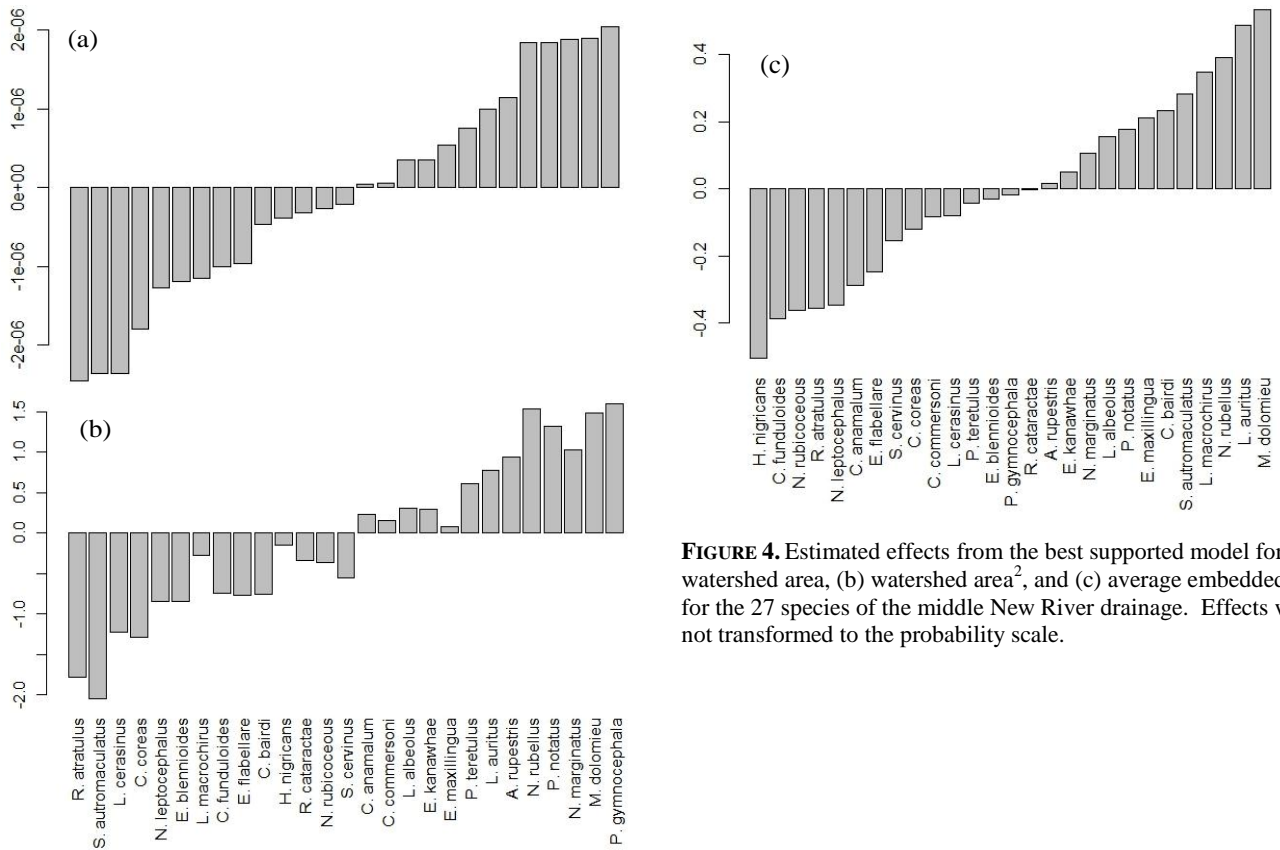 (a)
2e-06
1e-06
0e+00
-1e-06
-2e-06
(b)
1.5
1.0
0.5
0.0
-1.0
-2.0
R. atratulus
S. autromaculatus
L. cerasinus
C. coreas
N. leptocephalus
E. blennioides
L. macrochirus
C. funduloides
E. flabellare
C. bairdi
H. nigricans
R. cataractae
N. rubicoceous
S. cervinus
C. anamalum
C. commersoni
L. albeolus
E. kanawhae
E. maxillingua
P. teretulus
L. auritus
A. rupestris
N. rubellus
P. notatus
N. marginatus
M. dolomieu
P. gymnocephala
(c)
0.4
0.2
0.0
-0.2
-0.4
H. nigricans
C. funduloides
N. rubicoceous
R. atratulus
N. leptocephalus
C. anamalum
E. flabellare
S. cervinus
C. coreas
C. commersoni
L. cerasinus
P. teretulus
E. blennioides
P. gymnocephala
R. cataractae
A. rupestris
E. kanawhae
N. marginatus
L. albeolus
P. notatus
E. maxillingua
C. bairdi
S. autromaculatus
L. macrochirus
N. rubellus
L. auritus
M. dolomieu
FIGURE 4. Estimated effects from the best supported model for
watershed area, (b) watershed area², and (c) average embedded
for the 27 species of the middle New River drainage. Effects
not transformed to the probability scale.